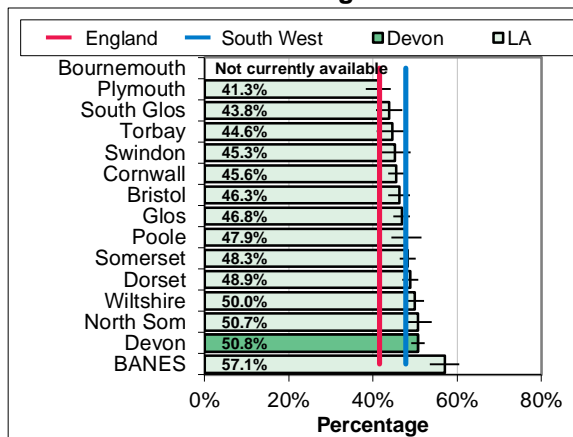 England South West Devon LA
Bournemouth Not currently available
Plymouth 41.3%
South Glos 43.8%
Torbay 44.6%
Swindon 45.3%
Cornwall 45.6%
Bristol 46.3%
Glos 46.8%
Poole 47.9%
Somerset 48.3%
Dorset 48.9%
Wiltshire 50.0%
North Som 50.7%
Devon 50.8%
BANES 57.1%
0% 20% 40% 60% 80%
Percentage